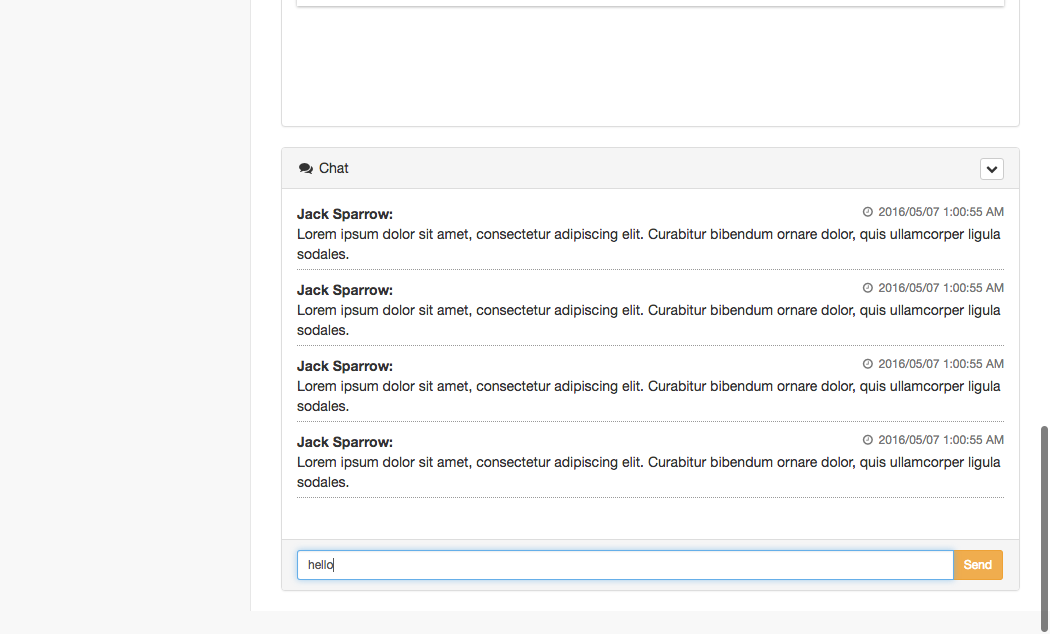 Chat
Jack Sparrow: 2016/05/07 1:00:55 AM
Lorem ipsum dolor sit amet, consectetur adipiscing elit. Curabitur bibendum ornare dolor, quis ullamcorper ligula
sodales.
Jack Sparrow: 2016/05/07 1:00:55 AM
Lorem ipsum dolor sit amet, consectetur adipiscing elit. Curabitur bibendum ornare dolor, quis ullamcorper ligula
sodales.
Jack Sparrow: 2016/05/07 1:00:55 AM
Lorem ipsum dolor sit amet, consectetur adipiscing elit. Curabitur bibendum ornare dolor, quis ullamcorper ligula
sodales.
Jack Sparrow: 2016/05/07 1:00:55 AM
Lorem ipsum dolor sit amet, consectetur adipiscing elit. Curabitur bibendum ornare dolor, quis ullamcorper ligula
sodales.
hello Send